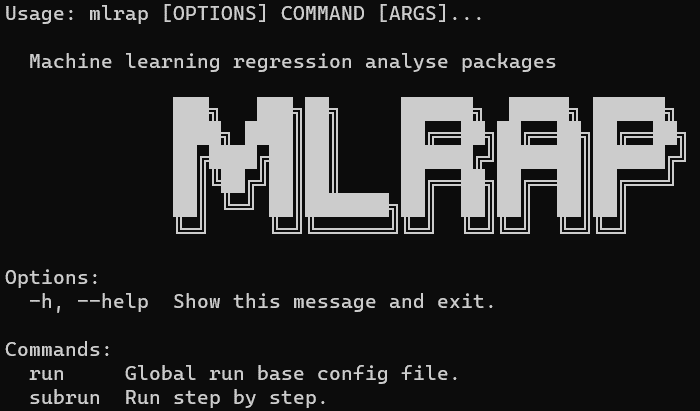 Usage: mlrap [OPTIONS] COMMAND [ARGS]...
Machine learning regression analyse packages
MLRAP
Options:
-h, --help  Show this message and exit.
Commands:
run     Global run base config file.
subrun  Run step by step.